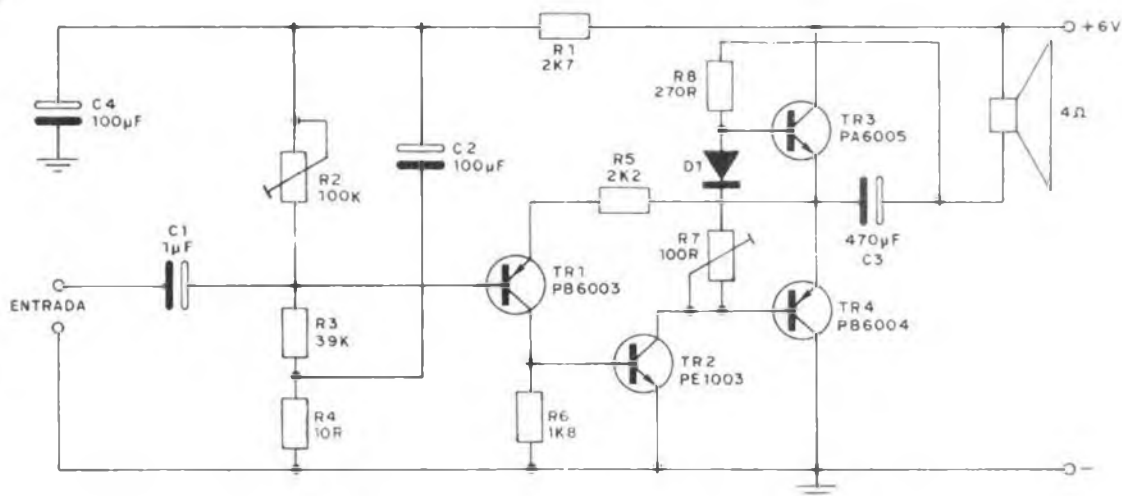 +6V
R1
2K7
R8
270R
C4
100µF
TR3
PA6005
4Ω
C2
100µF
R5
2K2
D1
R2
100K
C1
1µF
R7
100R
470µF
C3
TR1
PB6003
ENTRADA
TR4
PB6004
R3
39K
TR2
PE1003
R4
10R
R6
1K8
-